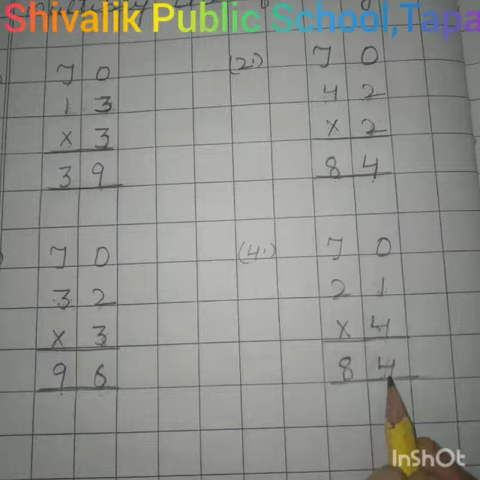 Shivalik Public School,Tapa
T O
1 3
x 3
3 9
(2.)
T O
4 2
x 2
8 4
T O
3 2
x 3
9 6
(4.)
T O
2 1
x 4
8 4
InShOt